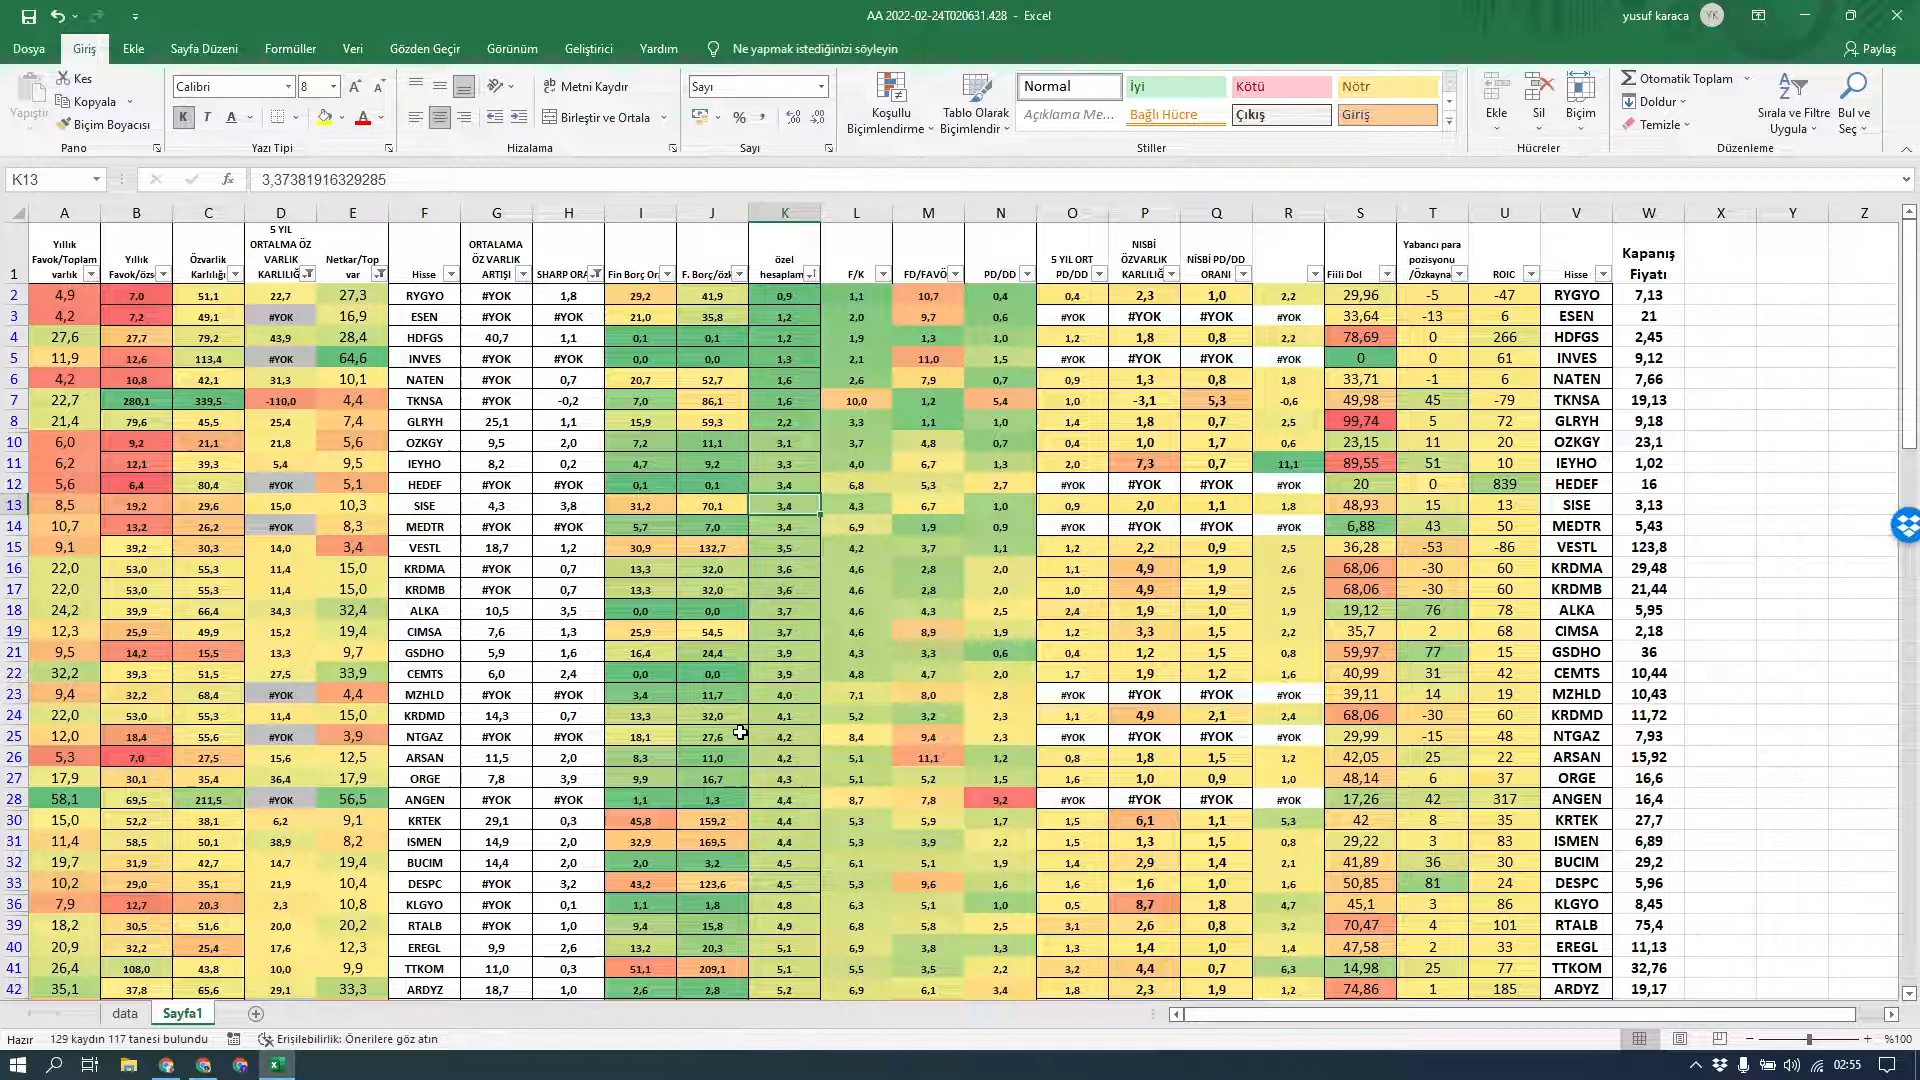 AA 2022-02-24T020631.428 - Excel
yusuf karaca YK
Dosya Giriş Ekle Sayfa Düzeni Formüller Veri Gözden Geçir Görünüm Geliştirici Yardım Ne yapmak istediğinizi söyleyin Paylaş
Yapıştır Kes Kopyala Biçim Boyacısı Pano
Calibri 8 K T A Yazı Tipi
Metni Kaydır Birleştir ve Ortala Hizalama
Sayı % Sayı
Koşullu Biçimlendirme Tablo Olarak Biçimlendir
Normal İyi Kötü Nötr
Açıklama Me... Bağlı Hücre Çıkış Giriş
Stiller
Ekle Sil Biçim Hücreler
Otomatik Toplam Doldur Temizle Sırala ve Filtre Uygula Bul ve Seç Düzenleme
K13 fx 3,37381916329285
A B C D E F G H I J K L M N O P Q R S T U V W X Y Z
1 Yıllık Favok/Toplam varlık Yıllık Favok/özs Özvarlık Karlılığı 5 YIL ORTALMA ÖZ VARLIK KARLILIĞ Netkar/Top var Hisse ORTALAMA ÖZ VARLIK ARTIŞI SHARP ORA Fin Borç Or F. Borç/özk özel hesaplam F/K FD/FAVÖ PD/DD 5 YIL ORT PD/DD NISBİ ÖZVARLIK KARLILIĞ NİSBİ PD/DD ORANI Fiili Dol Yabancı para pozisyonu /Özkayna ROIC Hisse Kapanış Fiyatı
2 4,9 7,0 51,1 22,7 27,3 RYGYO #YOK 1,8 29,2 41,9 0,9 1,1 10,7 0,4 0,4 2,3 1,0 2,2 29,96 -5 -47 RYGYO 7,13
3 4,2 7,2 49,1 #YOK 16,9 ESEN #YOK #YOK 21,0 35,8 1,2 2,0 9,7 0,6 #YOK #YOK #YOK #YOK 33,64 -13 6 ESEN 21
4 27,6 27,7 79,2 43,9 28,4 HDFGS 40,7 1,1 0,1 0,1 1,2 1,9 1,3 1,0 1,2 1,8 0,8 2,2 78,69 0 266 HDFGS 2,45
5 11,9 12,6 113,4 #YOK 64,6 INVES #YOK #YOK 0,0 0,0 1,3 2,1 11,0 1,5 #YOK #YOK #YOK #YOK 0 0 61 INVES 9,12
6 4,2 10,8 42,1 31,3 10,1 NATEN #YOK 0,7 20,7 52,7 1,6 2,6 7,9 0,7 0,9 1,3 0,8 1,8 33,71 -1 6 NATEN 7,66
7 22,7 280,1 339,5 -110,0 4,4 TKNSA #YOK -0,2 7,0 86,1 1,6 10,0 1,2 5,4 1,0 -3,1 5,3 -0,6 49,98 45 -79 TKNSA 19,13
8 21,4 79,6 45,5 25,4 7,4 GLRYH 25,1 1,1 15,9 59,3 2,2 3,3 1,1 1,0 1,4 1,8 0,7 2,5 99,74 5 72 GLRYH 9,18
10 6,0 9,2 21,1 21,8 5,6 OZKGY 9,5 2,0 7,2 11,1 3,1 3,7 4,8 0,7 0,4 1,0 1,7 0,6 23,15 11 20 OZKGY 23,1
11 6,2 12,1 39,3 5,4 9,5 IEYHO 8,2 0,2 4,7 9,2 3,3 4,0 6,7 1,3 2,0 7,3 0,7 11,1 89,55 51 10 IEYHO 1,02
12 5,6 6,4 80,4 #YOK 5,1 HEDEF #YOK #YOK 0,1 0,1 3,4 6,8 5,3 2,7 #YOK #YOK #YOK #YOK 20 0 839 HEDEF 16
13 8,5 19,2 29,6 15,0 10,3 SISE 4,3 3,8 31,2 70,1 3,4 4,3 6,7 1,0 0,9 2,0 1,1 1,8 48,93 15 13 SISE 3,13
14 10,7 13,2 26,2 #YOK 8,3 MEDTR #YOK #YOK 5,7 7,0 3,4 6,9 1,9 0,9 #YOK #YOK #YOK #YOK 6,88 43 50 MEDTR 5,43
15 9,1 39,2 30,3 14,0 3,4 VESTL 18,7 1,2 30,9 132,7 3,5 4,2 3,7 1,1 1,2 2,2 0,9 2,5 36,28 -53 -86 VESTL 123,8
16 22,0 53,0 55,3 11,4 15,0 KRDMA #YOK 0,7 13,3 32,0 3,6 4,6 2,8 2,0 1,1 4,9 1,9 2,6 68,06 -30 60 KRDMA 29,48
17 22,0 53,0 55,3 11,4 15,0 KRDMB #YOK 0,7 13,3 32,0 3,6 4,6 2,8 2,0 1,0 4,9 1,9 2,5 68,06 -30 60 KRDMB 21,44
18 24,2 39,9 66,4 34,3 32,4 ALKA 10,5 3,5 0,0 0,0 3,7 4,6 4,3 2,5 2,4 1,9 1,0 1,9 19,12 76 78 ALKA 5,95
19 12,3 25,9 49,9 15,2 19,4 CIMSA 7,6 1,3 25,9 54,5 3,7 4,6 8,9 1,9 1,2 3,3 1,5 2,2 35,7 2 68 CIMSA 2,18
21 9,5 14,2 15,5 13,3 9,7 GSDHO 5,9 1,6 16,4 24,4 3,9 4,3 3,3 0,6 0,4 1,2 1,5 0,8 59,97 77 15 GSDHO 36
22 32,2 39,3 51,5 27,5 33,9 CEMTS 6,0 2,4 0,0 0,0 3,9 4,8 4,7 2,0 1,7 1,9 1,2 1,6 40,99 31 42 CEMTS 10,44
23 9,4 32,2 68,4 #YOK 4,4 MZHLD #YOK #YOK 3,4 11,7 4,0 7,1 8,0 2,8 #YOK #YOK #YOK #YOK 39,11 14 19 MZHLD 10,43
24 22,0 53,0 55,3 11,4 15,0 KRDMD 14,3 0,7 13,3 32,0 4,1 5,2 3,2 2,3 1,1 4,9 2,1 2,4 68,06 -30 60 KRDMD 11,72
25 12,0 18,4 55,6 #YOK 3,9 NTGAZ #YOK #YOK 18,1 27,6 4,2 8,4 9,4 2,3 #YOK #YOK #YOK #YOK 29,99 -15 48 NTGAZ 7,93
26 5,3 7,0 27,5 15,6 12,5 ARSAN 11,5 2,0 8,3 11,0 4,2 5,1 11,1 1,2 0,8 1,8 1,5 1,2 42,05 25 22 ARSAN 15,92
27 17,9 30,1 35,4 36,4 17,9 ORGE 7,8 3,9 9,9 16,7 4,3 5,1 5,2 1,5 1,6 1,0 0,9 1,0 48,14 6 37 ORGE 16,6
28 58,1 69,5 211,5 #YOK 56,5 ANGEN #YOK #YOK 1,1 1,3 4,4 8,7 7,8 9,2 #YOK #YOK #YOK #YOK 17,26 42 317 ANGEN 16,4
30 15,0 52,2 38,1 6,2 9,1 KRTEK 29,1 0,3 45,8 159,2 4,4 5,3 5,9 1,7 1,5 6,1 1,1 5,3 42 8 35 KRTEK 27,7
31 11,4 58,5 50,1 38,9 8,2 ISMEN 14,9 2,0 32,9 169,5 4,4 5,3 3,9 2,2 1,5 1,3 1,5 0,8 29,22 3 83 ISMEN 6,89
32 19,7 31,9 42,7 14,7 19,4 BUCIM 14,4 2,0 2,0 3,2 4,5 6,1 5,1 1,9 1,4 2,9 1,4 2,1 41,89 36 30 BUCIM 29,2
33 10,2 29,0 35,1 21,9 10,4 DESPC #YOK 3,2 43,2 123,6 4,5 5,3 9,6 1,6 1,6 1,6 1,0 1,6 50,85 81 24 DESPC 5,96
36 7,9 12,7 20,3 2,3 10,8 KLGYO #YOK 0,1 1,1 1,8 4,8 6,3 5,1 1,0 0,5 8,7 1,8 4,7 45,1 3 86 KLGYO 8,45
39 18,2 30,5 51,6 20,0 20,2 RTALB #YOK 1,0 9,4 15,8 4,9 6,8 5,8 2,5 3,1 2,6 0,8 3,2 70,47 4 101 RTALB 75,4
40 20,9 32,2 25,4 17,6 12,3 EREGL 9,9 2,6 13,2 20,3 5,1 6,9 3,8 1,3 1,3 1,4 1,0 1,4 47,58 2 33 EREGL 11,13
41 26,4 108,0 43,8 10,0 9,9 TTKOM 11,0 0,3 51,1 209,1 5,1 5,5 3,5 2,2 3,2 4,4 0,7 6,3 14,98 25 77 TTKOM 32,76
42 35,1 37,8 65,6 29,1 33,3 ARDYZ 18,7 1,0 2,6 2,8 5,2 6,9 6,1 3,4 1,8 2,3 1,9 1,2 74,86 1 185 ARDYZ 19,17
data Sayfa1
Hazır 129 kaydın 117 tanesi bulundu Erişilebilirlik: Önerilere göz atın %100
02:55